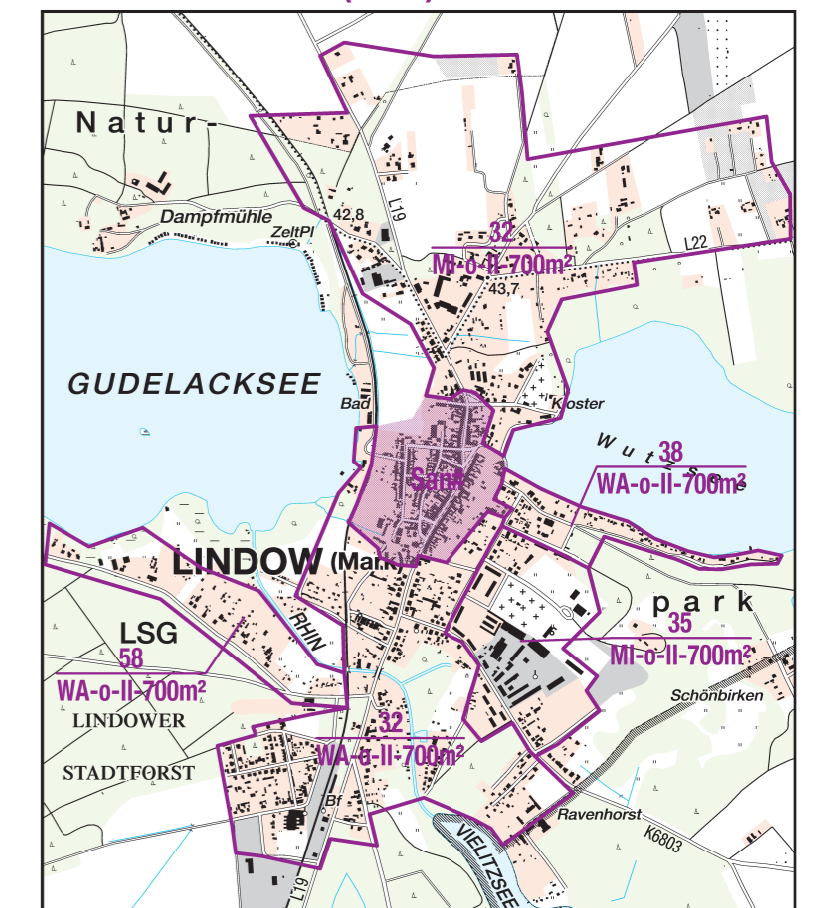 Natur-
Dampfmühle
ZeltPl
42,8
L19
32
MI-o-II-700m²
L22
43,7
GUDELACKSEE
Bad
Kloster
Wutzsee
38
WA-o-II-700m²
San
LINDOW (Mark)
park
35
MI-o-II-700m²
RHIN
LSG
58
WA-o-II-700m²
LINDOWER
Schönbirken
32
WA-o-II-700m²
STADTFORST
Bf
Ravenhorst
K6803
VIELITZSEE
L19